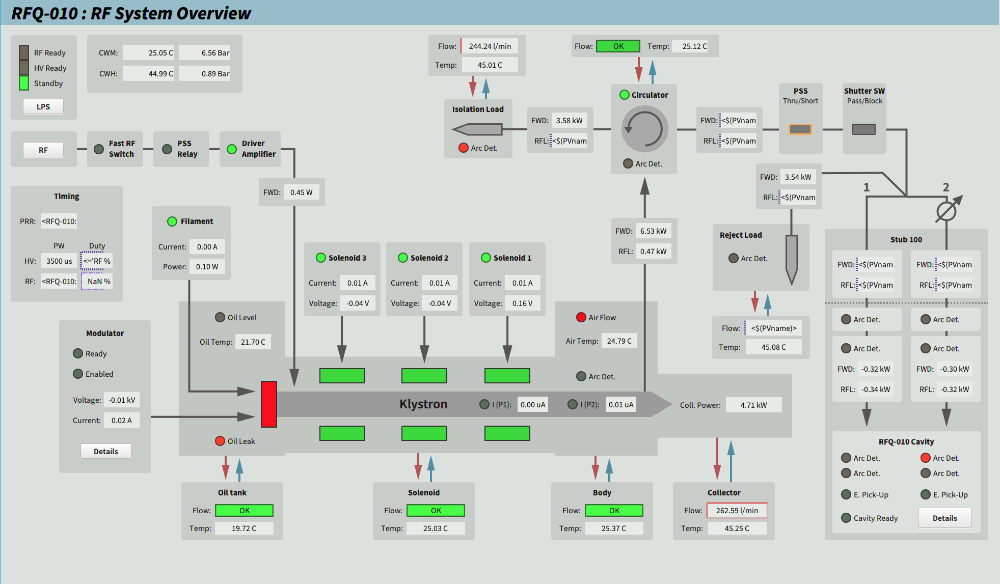 RFQ-010 : RF System Overview
RF Ready
HV Ready
Standby
LPS
CWM: 25.05 C 6.56 Bar
CWH: 44.99 C 0.89 Bar
Flow: 244.24 l/min
Temp: 45.01 C
Flow: OK Temp: 25.12 C
Isolation Load
Arc Det.
FWD: 3.58 kW
RFL: <$(PVnam
Circulator
Arc Det.
FWD: <$(PVnam
RFL: <$(PVnam
PSS
Thru/Short
Shutter SW
Pass/Block
RF
Fast RF
Switch
PSS
Relay
Driver
Amplifier
FWD: 0.45 W
FWD: 3.54 kW
RFL: <$(PVnam
1
2
Timing
PRR: <RFQ-010:
PW Duty
HV: 3500 us <='RF %
RF: <RFQ-010: NaN %
Filament
Current: 0.00 A
Power: 0.10 W
Solenoid 3
Current: 0.01 A
Voltage: -0.04 V
Solenoid 2
Current: 0.01 A
Voltage: -0.04 V
Solenoid 1
Current: 0.01 A
Voltage: 0.16 V
FWD: 6.53 kW
RFL: 0.47 kW
Reject Load
Arc Det.
Flow: <$(PVname)>
Temp: 45.08 C
Stub 100
FWD: <$(PVnam
RFL: <$(PVnam
FWD: <$(PVnam
RFL: <$(PVnam
Arc Det.
Arc Det.
Arc Det.
FWD: -0.32 kW
RFL: -0.34 kW
Arc Det.
FWD: -0.30 kW
RFL: -0.32 kW
Modulator
Ready
Enabled
Voltage: -0.01 kV
Current: 0.02 A
Details
Oil Level
Oil Temp: 21.70 C
Oil Leak
Air Flow
Air Temp: 24.79 C
Arc Det.
Klystron
I (P1): 0.00 uA
I (P2): 0.01 uA
Coll. Power: 4.71 kW
RFQ-010 Cavity
Arc Det. Arc Det.
Arc Det. Arc Det.
E. Pick-Up E. Pick-Up
Cavity Ready Details
Oil tank
Flow: OK
Temp: 19.72 C
Solenoid
Flow: OK
Temp: 25.03 C
Body
Flow: OK
Temp: 25.37 C
Collector
Flow: 262.59 l/min
Temp: 45.25 C